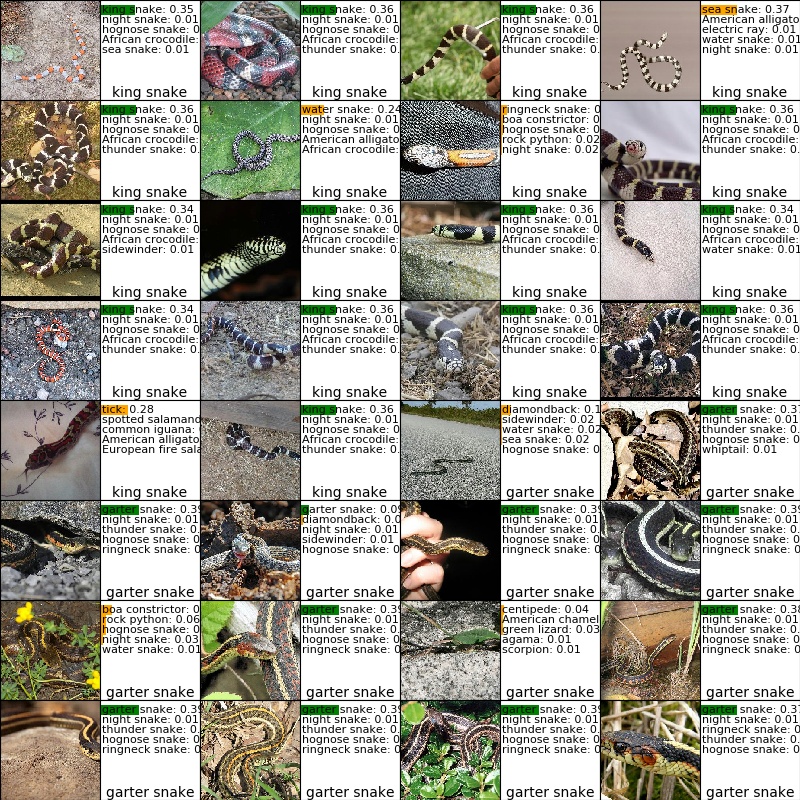 king snake: 0.35
night snake: 0.01
hognose snake: 0
African crocodile:
sea snake: 0.01
king snake
king snake: 0.36
night snake: 0.01
hognose snake: 0
African crocodile:
thunder snake: 0.
king snake
king snake: 0.36
night snake: 0.01
hognose snake: 0
African crocodile:
thunder snake: 0.
king snake
sea snake: 0.37
American alligato
electric ray: 0.01
water snake: 0.01
night snake: 0.01
king snake
king snake: 0.36
night snake: 0.01
hognose snake: 0
African crocodile:
thunder snake: 0.
king snake
water snake: 0.24
night snake: 0.01
hognose snake: 0
American alligato
African crocodile:
king snake
ringneck snake: 0
boa constrictor: 0
hognose snake: 0
rock python: 0.02
night snake: 0.02
king snake
king snake: 0.36
night snake: 0.01
hognose snake: 0
African crocodile:
thunder snake: 0.
king snake
king snake: 0.34
night snake: 0.01
hognose snake: 0
African crocodile:
sidewinder: 0.01
king snake
king snake: 0.36
night snake: 0.01
hognose snake: 0
African crocodile:
thunder snake: 0.
king snake
king snake: 0.36
night snake: 0.01
hognose snake: 0
African crocodile:
thunder snake: 0.
king snake
king snake: 0.34
night snake: 0.01
hognose snake: 0
African crocodile:
water snake: 0.01
king snake
king snake: 0.34
night snake: 0.01
hognose snake: 0
African crocodile:
thunder snake: 0.
king snake
king snake: 0.36
night snake: 0.01
hognose snake: 0
African crocodile:
thunder snake: 0.
king snake
king snake: 0.36
night snake: 0.01
hognose snake: 0
African crocodile:
thunder snake: 0.
king snake
king snake: 0.36
night snake: 0.01
hognose snake: 0
African crocodile:
thunder snake: 0.
king snake
tick: 0.28
spotted salamand
common iguana:
American alligato
European fire sala
king snake
king snake: 0.36
night snake: 0.01
hognose snake: 0
African crocodile:
thunder snake: 0.
king snake
diamondback: 0.1
sidewinder: 0.02
water snake: 0.02
sea snake: 0.02
hognose snake: 0
garter snake
garter snake: 0.37
night snake: 0.01
thunder snake: 0.
hognose snake: 0
whiptail: 0.01
garter snake
garter snake: 0.39
night snake: 0.01
thunder snake: 0.
hognose snake: 0
ringneck snake: 0
garter snake
garter snake: 0.09
diamondback: 0.0
night snake: 0.01
sidewinder: 0.01
hognose snake: 0
garter snake
garter snake: 0.39
night snake: 0.01
thunder snake: 0.
hognose snake: 0
ringneck snake: 0
garter snake
garter snake: 0.39
night snake: 0.01
thunder snake: 0.
hognose snake: 0
ringneck snake: 0
garter snake
boa constrictor: 0
rock python: 0.06
hognose snake: 0
night snake: 0.03
water snake: 0.01
garter snake
garter snake: 0.39
night snake: 0.01
thunder snake: 0.
hognose snake: 0
ringneck snake: 0
garter snake
centipede: 0.04
American chamel
green lizard: 0.03
agama: 0.01
scorpion: 0.01
garter snake
garter snake: 0.38
night snake: 0.01
thunder snake: 0.
hognose snake: 0
ringneck snake: 0
garter snake
garter snake: 0.39
night snake: 0.01
thunder snake: 0.
hognose snake: 0
ringneck snake: 0
garter snake
garter snake: 0.39
night snake: 0.01
thunder snake: 0.
hognose snake: 0
ringneck snake: 0
garter snake
garter snake: 0.39
night snake: 0.01
thunder snake: 0.
hognose snake: 0
ringneck snake: 0
garter snake
garter snake: 0.37
night snake: 0.01
thunder snake: 0.
hognose snake: 0
garter snake